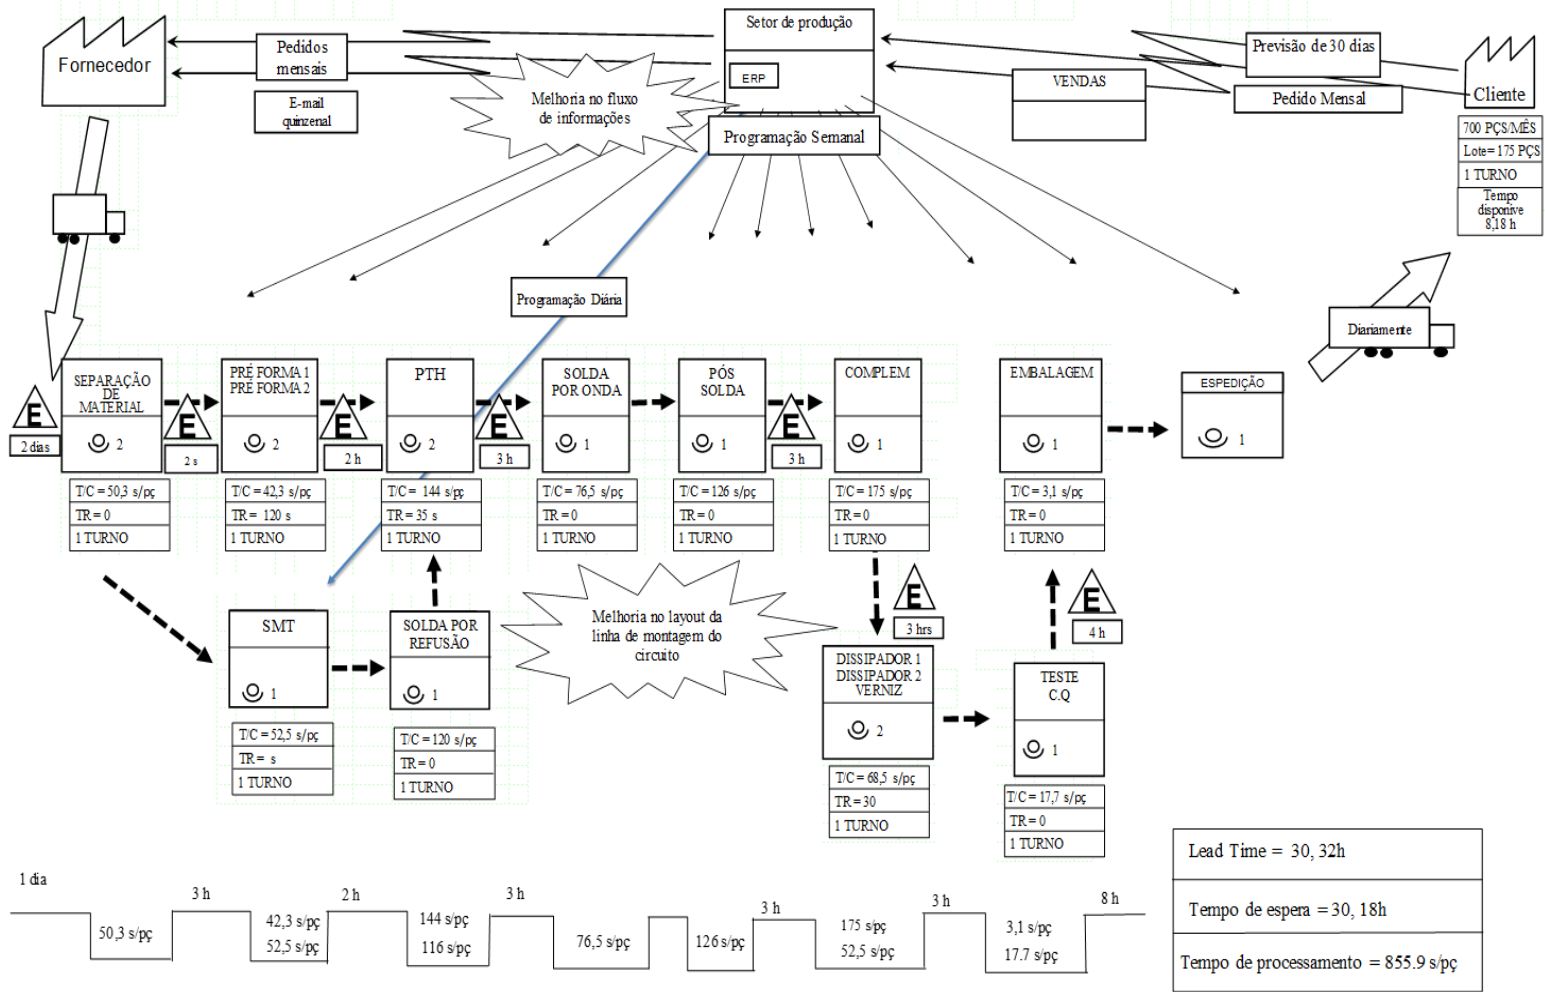 Fornecedor
Pedidos
mensais
E-mail
quinzenal
Melhoria no fluxo
de informações
Setor de produção
ERP
Programação Semanal
VENDAS
Previsão de 30 dias
Pedido Mensal
Cliente
700 PÇS/MÊS
Lote= 175 PÇS
1 TURNO
Tempo
disponíve
8,18 h
Programação Diária
Diariamente
E
2 dias
SEPARAÇÃO
DE
MATERIAL
2
T/C = 50,3 s/pç
TR = 0
1 TURNO
E
2 s
PRÉ FORMA 1
PRÉ FORMA 2
2
T/C = 42,3 s/pç
TR = 120 s
1 TURNO
E
2 h
PTH
2
T/C = 144 s/pç
TR = 35 s
1 TURNO
E
3 h
SOLDA
POR ONDA
1
T/C = 76,5 s/pç
TR = 0
1 TURNO
PÓS
SOLDA
1
T/C = 126 s/pç
TR = 0
1 TURNO
E
3 h
COMPLEM
1
T/C = 175 s/pç
TR = 0
1 TURNO
EMBALAGEM
1
T/C = 3,1 s/pç
TR = 0
1 TURNO
ESPEDIÇÃO
1
SMT
1
T/C = 52,5 s/pç
TR = s
1 TURNO
SOLDA POR
REFUSÃO
1
T/C = 120 s/pç
TR = 0
1 TURNO
Melhoria no layout da
linha de montagem do
circuito
E
3 hrs
DISSIPADOR 1
DISSIPADOR 2
VERNIZ
2
T/C = 68,5 s/pç
TR = 30
1 TURNO
E
4 h
TESTE
C.Q
1
T/C = 17,7 s/pç
TR = 0
1 TURNO
1 dia
50,3 s/pç
3 h
42,3 s/pç
52,5 s/pç
2 h
144 s/pç
116 s/pç
3 h
76,5 s/pç
126 s/pç
3 h
175 s/pç
52,5 s/pç
3 h
3,1 s/pç
17.7 s/pç
8 h
Lead Time = 30, 32h
Tempo de espera = 30, 18h
Tempo de processamento = 855.9 s/pç